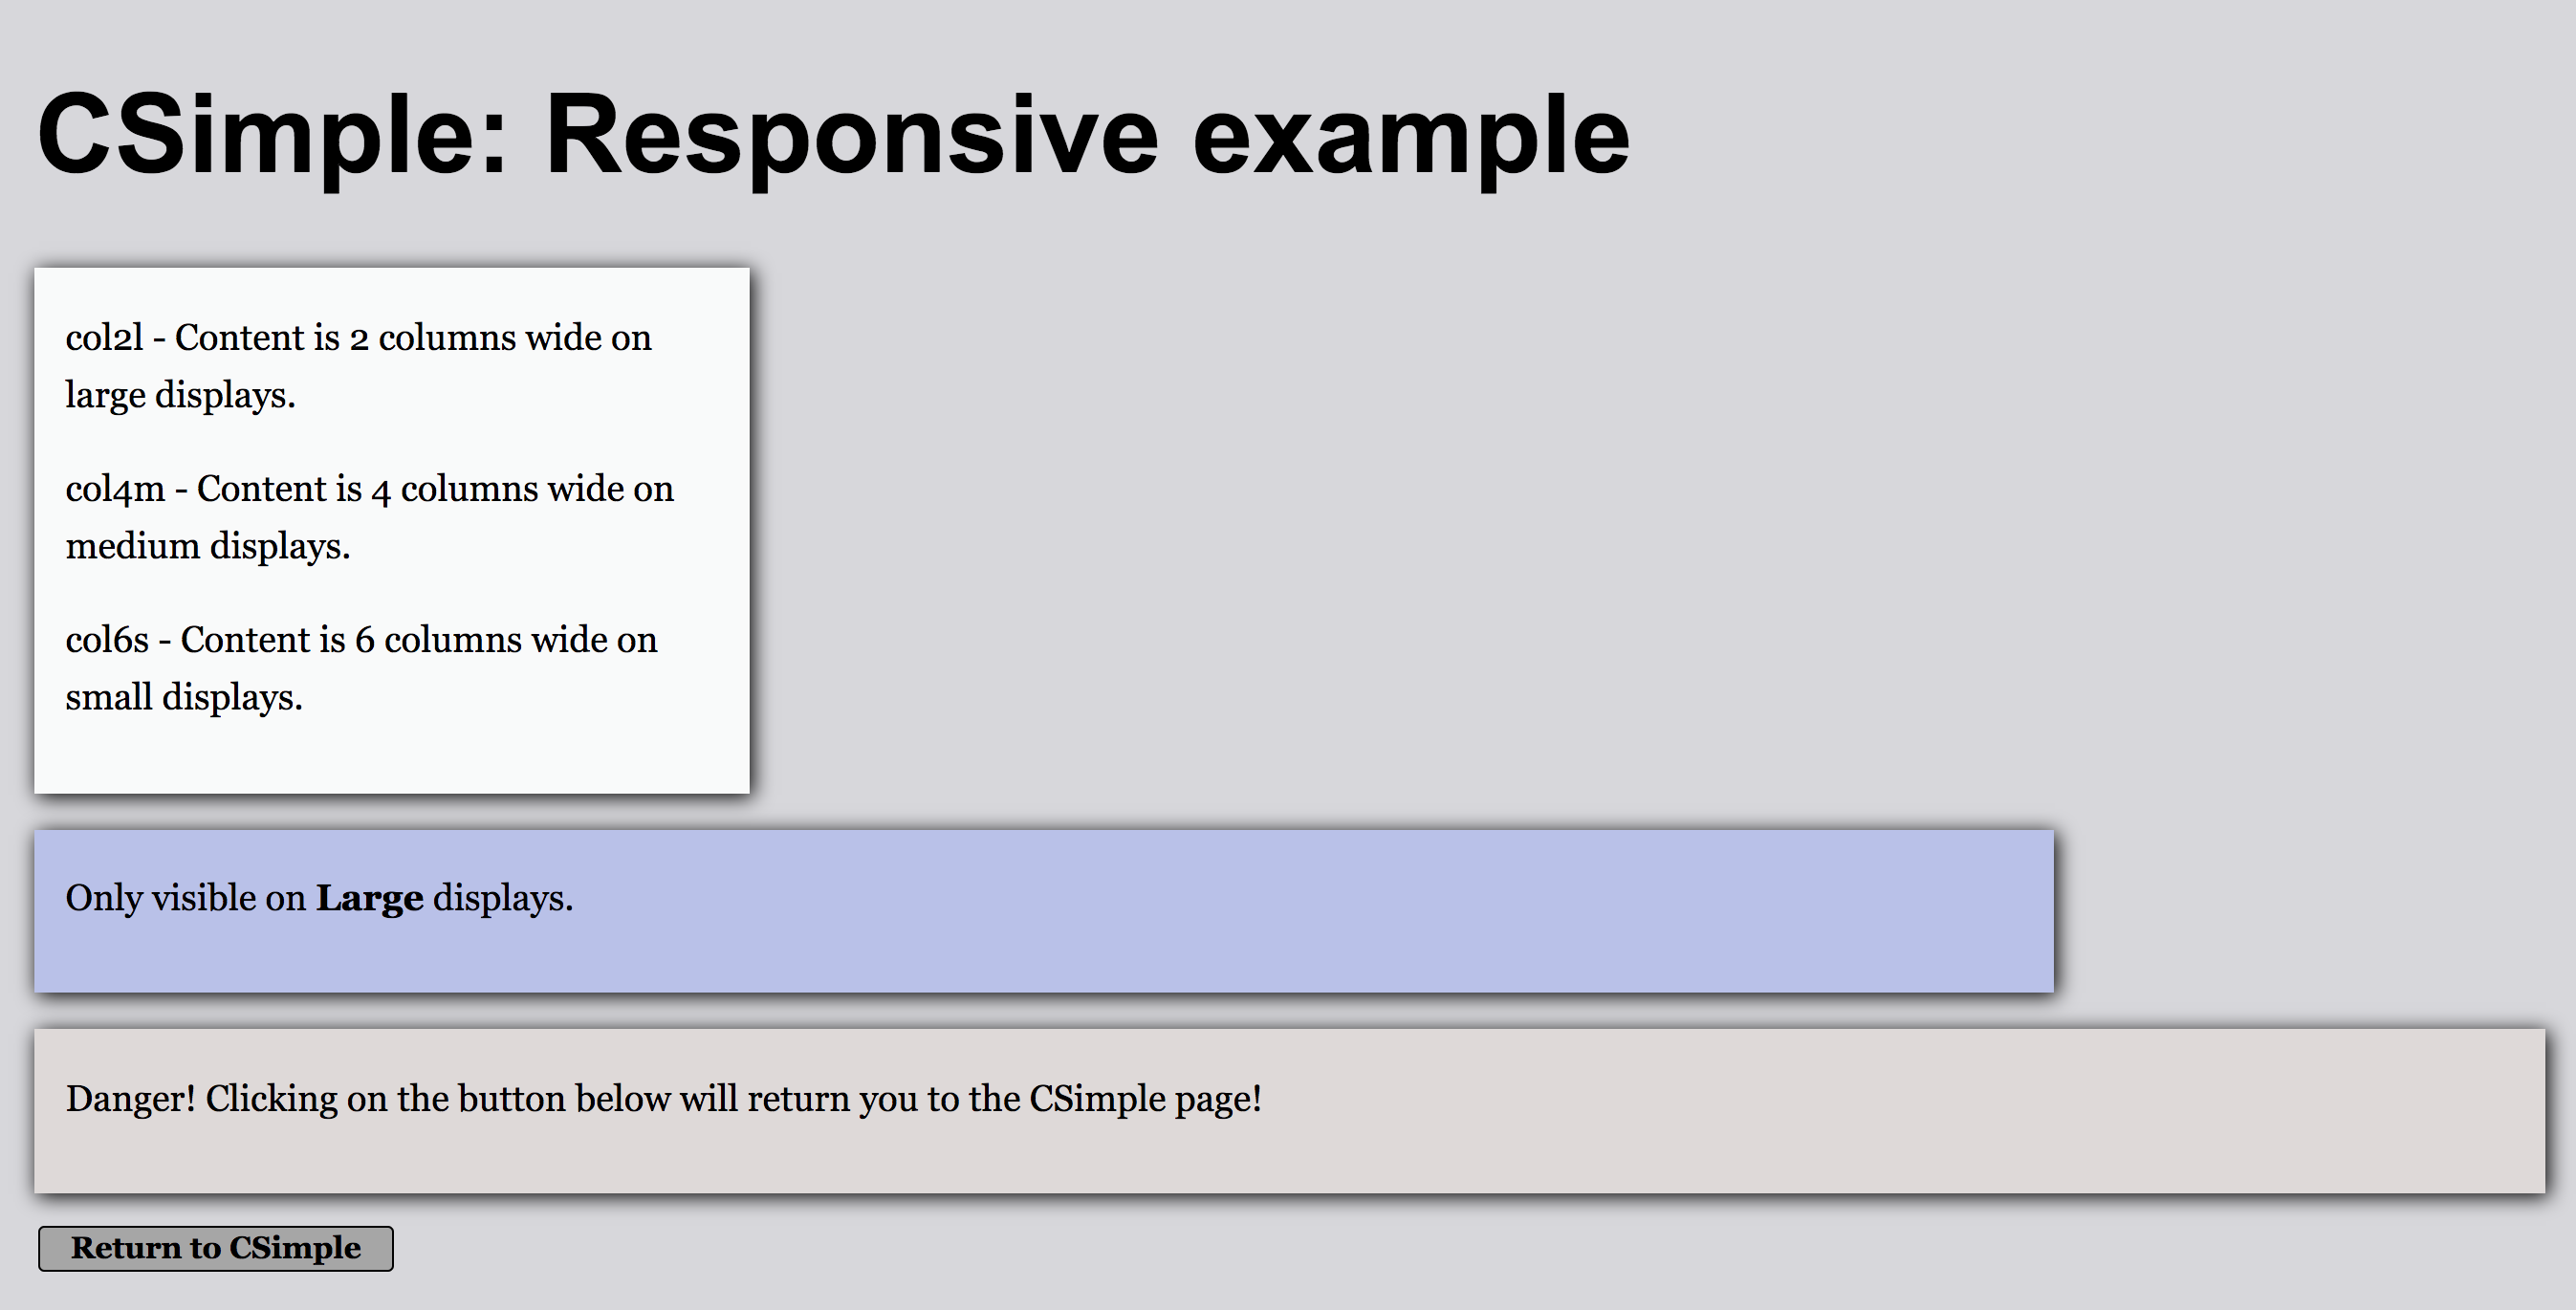 CSimple: Responsive example
col2l - Content is 2 columns wide on
large displays.
col4m - Content is 4 columns wide on
medium displays.
col6s - Content is 6 columns wide on
small displays.
Only visible on Large displays.
Danger! Clicking on the button below will return you to the CSimple page!
Return to CSimple